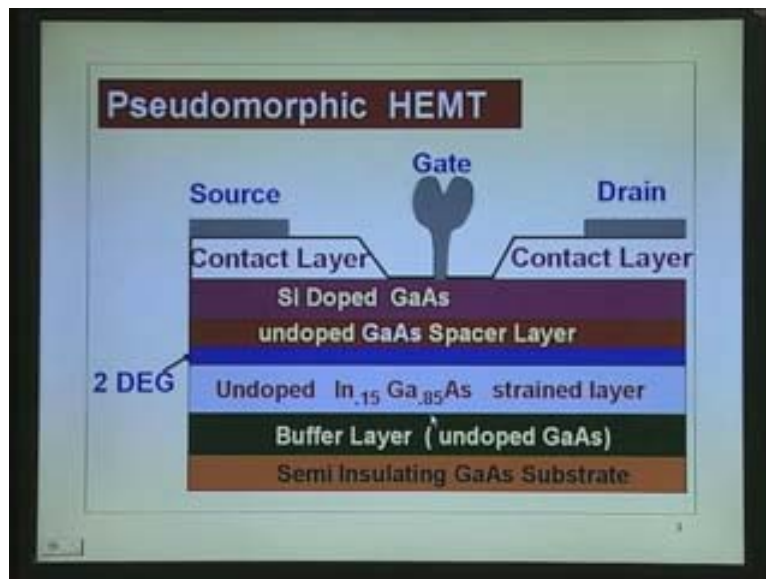 Pseudomorphic HEMT
Gate
Source
Drain
Contact Layer
Contact Layer
SI Doped GaAs
undoped GaAs Spacer Layer
2 DEG
Undoped In.15 Ga.85As strained layer
Buffer Layer ( undoped GaAs)
Semi Insulating GaAs Substrate